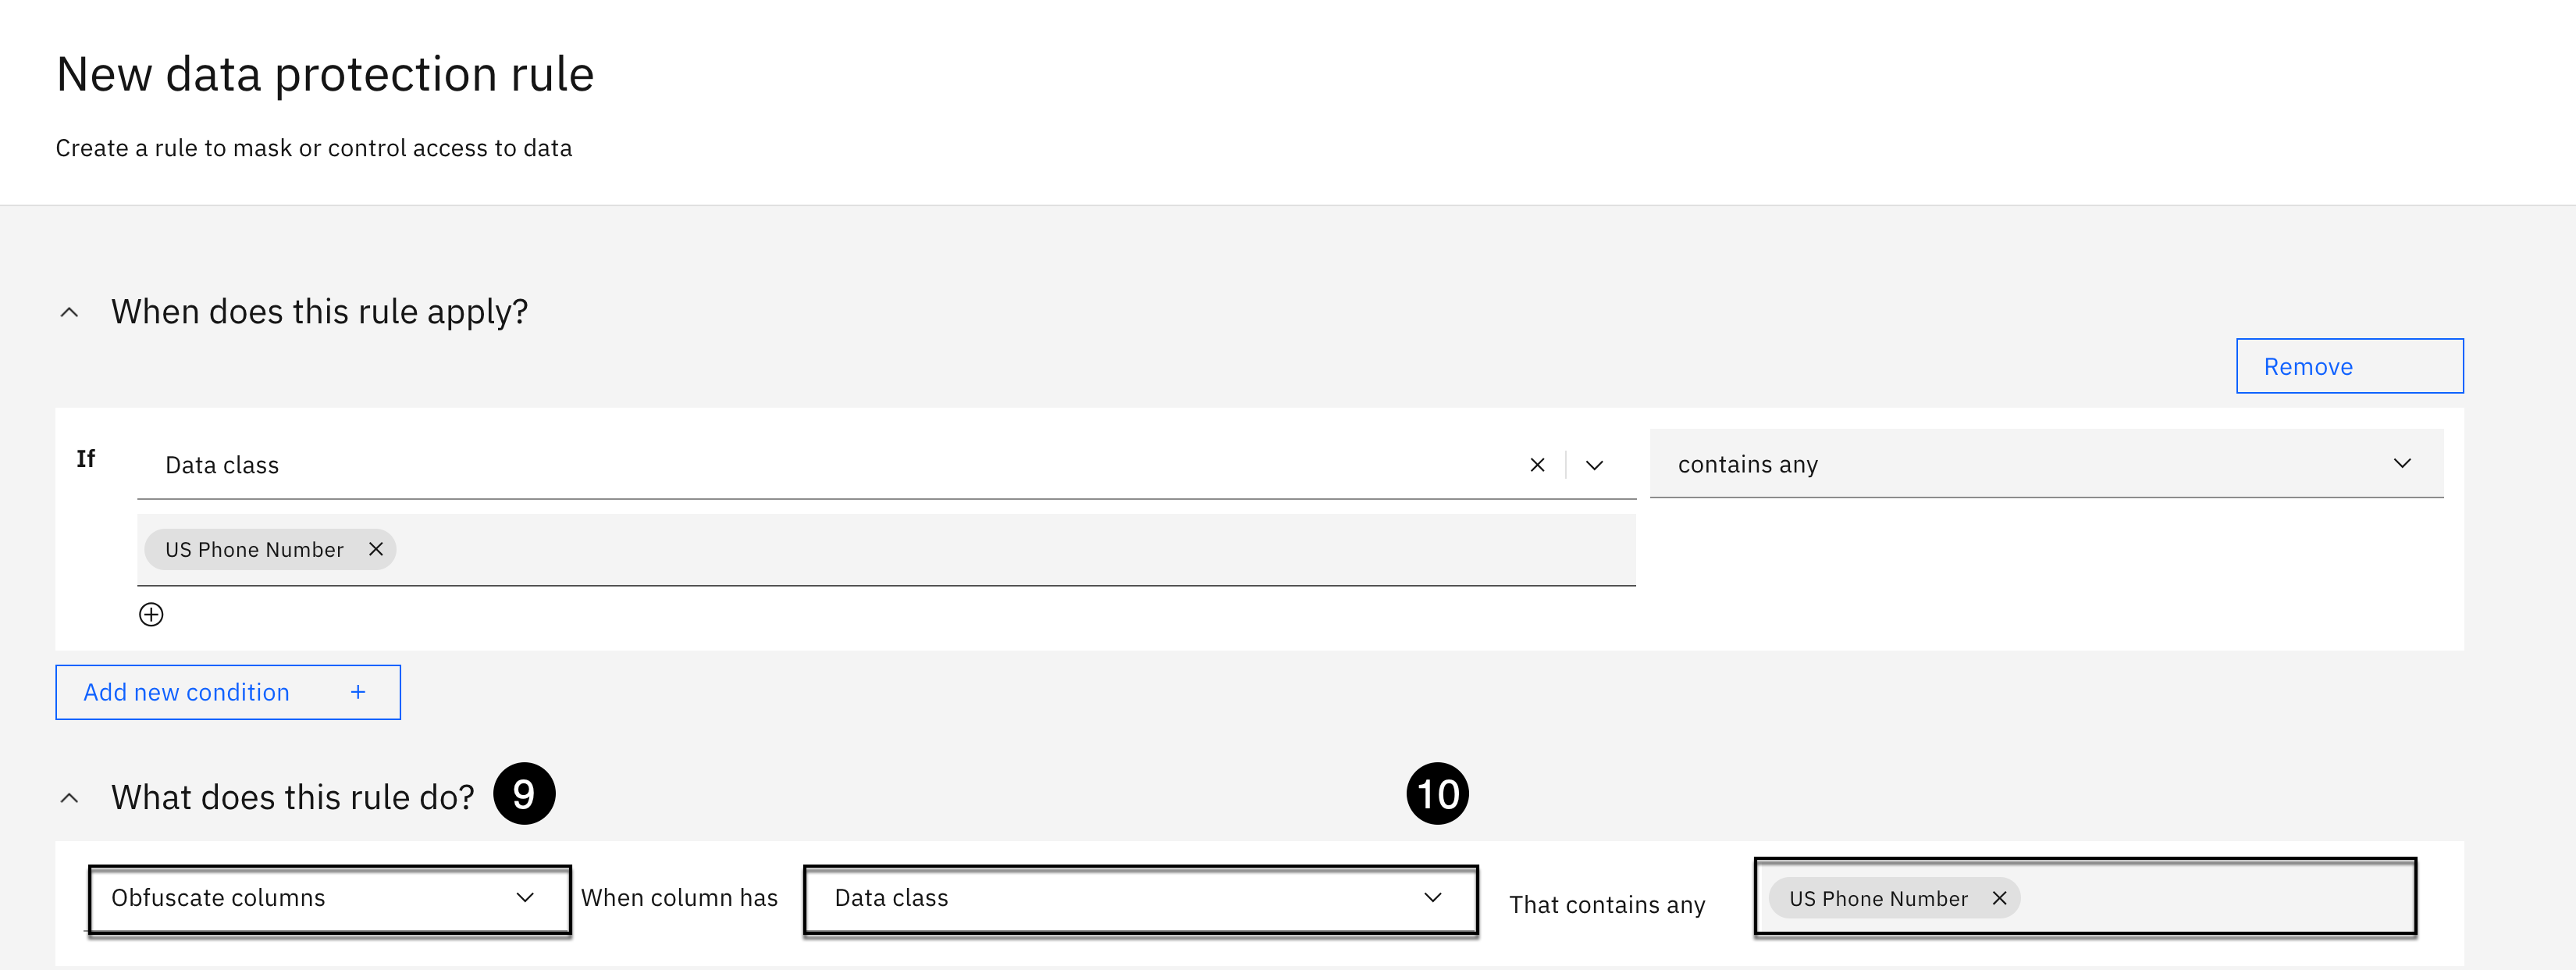 New data protection rule
Create a rule to mask or control access to data
When does this rule apply?
Remove
If Data class contains any
US Phone Number
Add new condition +
What does this rule do? 9 10
Obfuscate columns When column has Data class That contains any US Phone Number